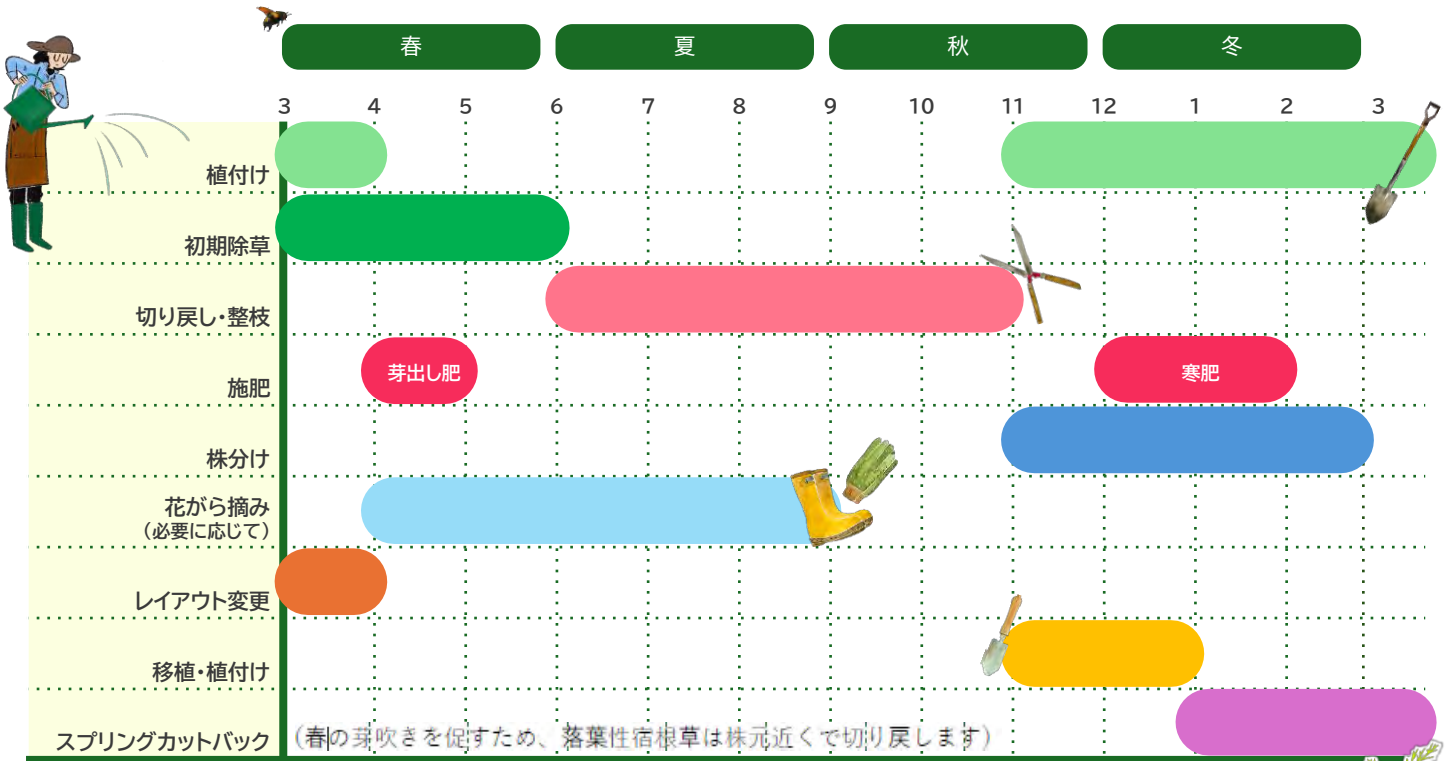 春 夏 秋 冬
3 4 5 6 7 8 9 10 11 12 1 2 3
植付け
初期除草
切り戻し・整枝
施肥 芽出し肥 寒肥
株分け
花がら摘み
(必要に応じて)
レイアウト変更
移植・植付け
スプリングカットバック (春の芽吹きを促すため、落葉性宿根草は株元近くで切り戻します)